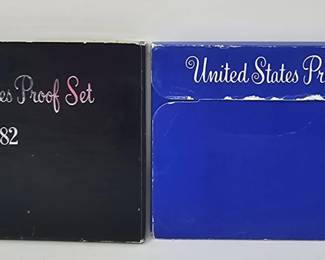 es Proof Set
82
United States Pr